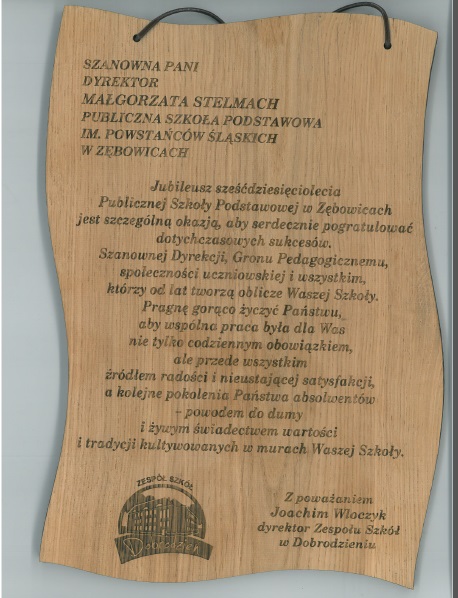 SZANOWNA PANI
DYREKTOR
MAŁGORZATA STELMACH
PUBLICZNA SZKOŁA PODSTAWOWA
IM. POWSTAŃCÓW ŚLĄSKICH
W ZĘBOWICACH
Jubileusz sześćdziesięciolecia
Publicznej Szkoły Podstawowej w Zębowicach
jest szczególną okazją, aby serdecznie pogratulować
dotychczasowych sukcesów.
Szanownej Dyrekcji, Gronu Pedagogicznemu,
społeczności uczniowskiej i wszystkim,
którzy od lat tworzą oblicze Waszej Szkoły.
Pragnę gorąco życzyć Państwu,
aby wspólna praca była dla Was
nie tylko codziennym obowiązkiem,
ale przede wszystkim
źródłem radości i nieustającej satysfakcji,
a kolejne pokolenia Państwa absolwentów
- powodem do dumy
i żywym świadectwem wartości
i tradycji kultywowanych w murach Waszej Szkoły.
ZESPÓŁ SZKÓŁ
Dobrodzień
Z poważaniem
Joachim Wloczyk
dyrektor Zespołu Szkół
w Dobrodzieniu